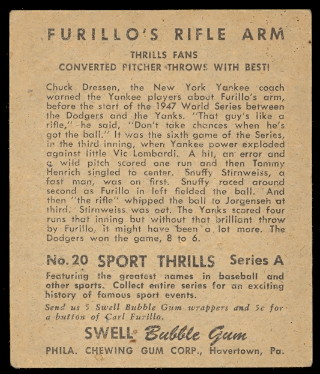 FURILLO'S RIFLE ARM
THRILLS FANS
CONVERTED PITCHER THROWS WITH BEST!
Chuck Dressen, the New York Yankee coach
warned the Yankee players about Furillo's arm,
before the start of the 1947 World Series between
the Dodgers and the Yanks. "That guy's like a
rifle," he said, "Don't take chances when he's
got the ball." It was the sixth game of the Series,
In the third inning, when Yankee power exploded
against little Vic Lombardi. A hit, an error and
a wild pitch scored one run and then Tammy
Henrich singled to center. Snuffy Stirnweiss, a
fast man, was on first. Snuffy raced around
second as Furillo in left fielded the ball. And
then "the rifle" whipped the ball to Jorgenseh at
third. Stirnweiss was out. The Yanks scored four
runs that inning but without that brilliant throw
by Furillo, it might have been a lot more. The
Dodgers won the game, 8 to 6.
No. 20 SPORT THRILLS Series A
Featuring the greatest names in baseball and
other sports. Collect entire series for an exciting
history of famous sport events.
Send us 5 Swell Bubble Gum wrappers and 5c for
a button of Carl Furillo.
SWELL Bubble Gum
PHILA. CHEWING GUM CORP., Havertown, Pa.